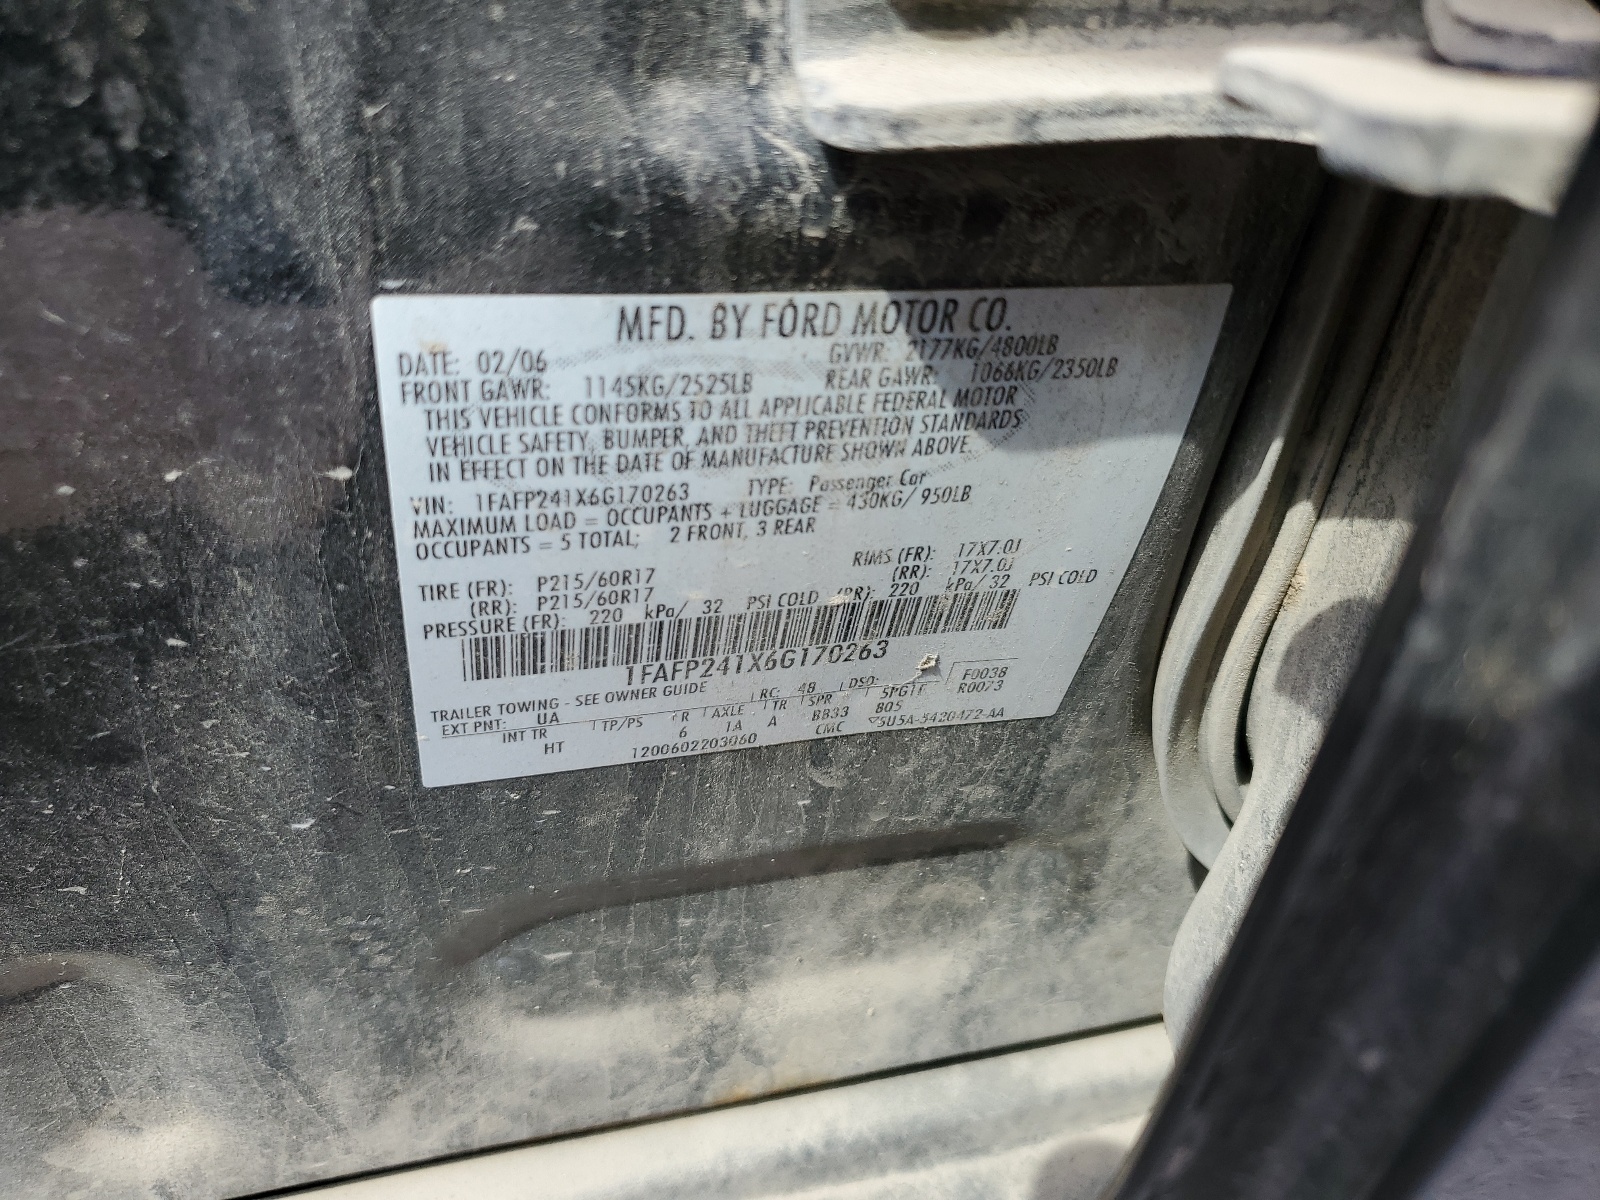 MFD. BY FORD MOTOR CO.
DATE: 02/06 GVWR: 2177KG/4800LB
FRONT GAWR: 1145KG/2525LB REAR GAWR: 1066KG/2350LB
THIS VEHICLE CONFORMS TO ALL APPLICABLE FEDERAL MOTOR
VEHICLE SAFETY, BUMPER, AND THEFT PREVENTION STANDARDS
IN EFFECT ON THE DATE OF MANUFACTURE SHOWN ABOVE.
VIN: 1FAFP241X6G170263 TYPE: Passenger Car
MAXIMUM LOAD = OCCUPANTS + LUGGAGE = 430KG/ 950LB
OCCUPANTS = 5 TOTAL; 2 FRONT, 3 REAR
TIRE (FR): P215/60R17 RIMS (FR): 17X7.0J
(RR): P215/60R17 (RR): 17X7.0J
PRESSURE (FR): 220 kPa/ 32 PSI COLD (RR): 220 kPa/ 32 PSI COLD
1FAFP241X6G170263
TRAILER TOWING - SEE OWNER GUIDE RC: 48 DSO: F0038
EXT PNT: UA TP/PS R AXLE TR SPR R0073
INT TR 6 1A A BB33 805
HT 1200602203060 CMC